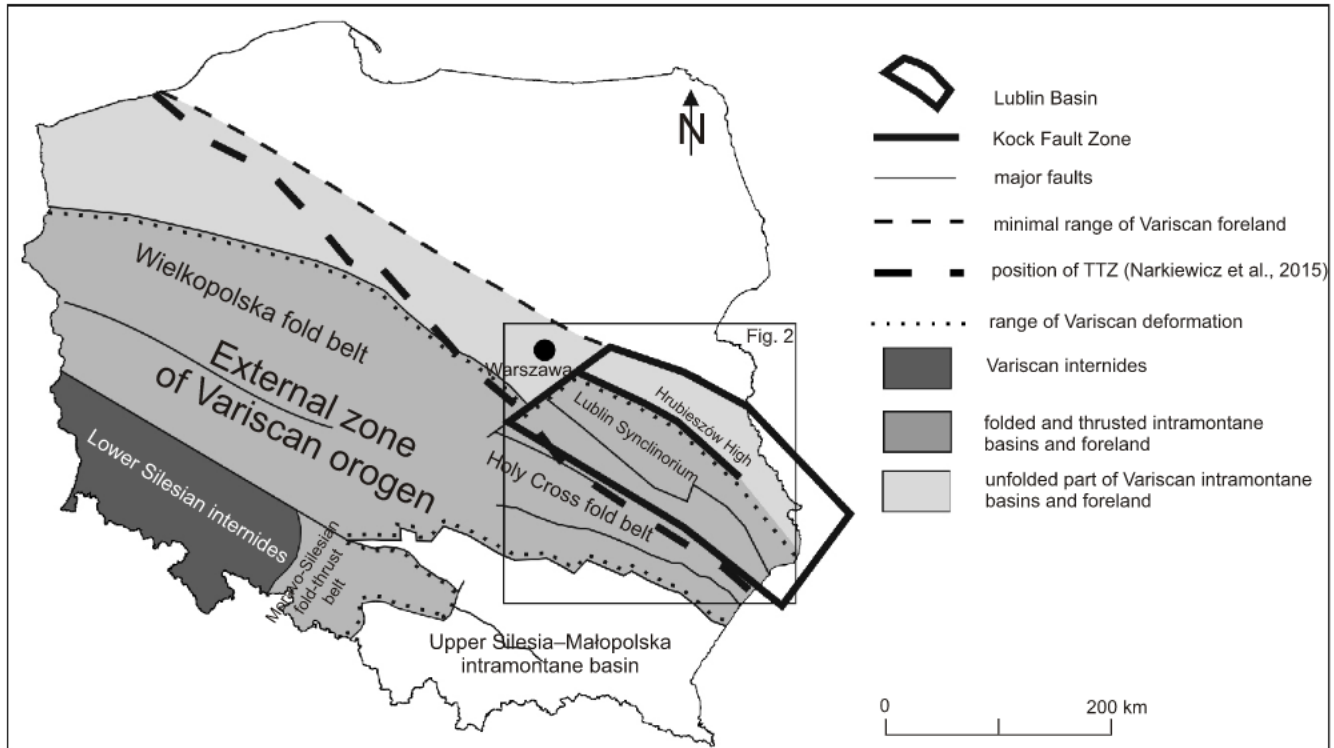 N
Fig. 2
Warszawa
Wielkopolska fold belt
External zone
of Variscan orogen
Lower Silesian internides
Moravo-Silesian
fold-thrust
belt
Lublin Synclinorium
Hrubieszów High
Holy Cross fold belt
Upper Silesia–Małopolska
intramontane basin
Lublin Basin
Kock Fault Zone
major faults
minimal range of Variscan foreland
position of TTZ (Narkiewicz et al., 2015)
range of Variscan deformation
Variscan internides
folded and thrusted intramontane
basins and foreland
unfolded part of Variscan intramontane
basins and foreland
0 200 km